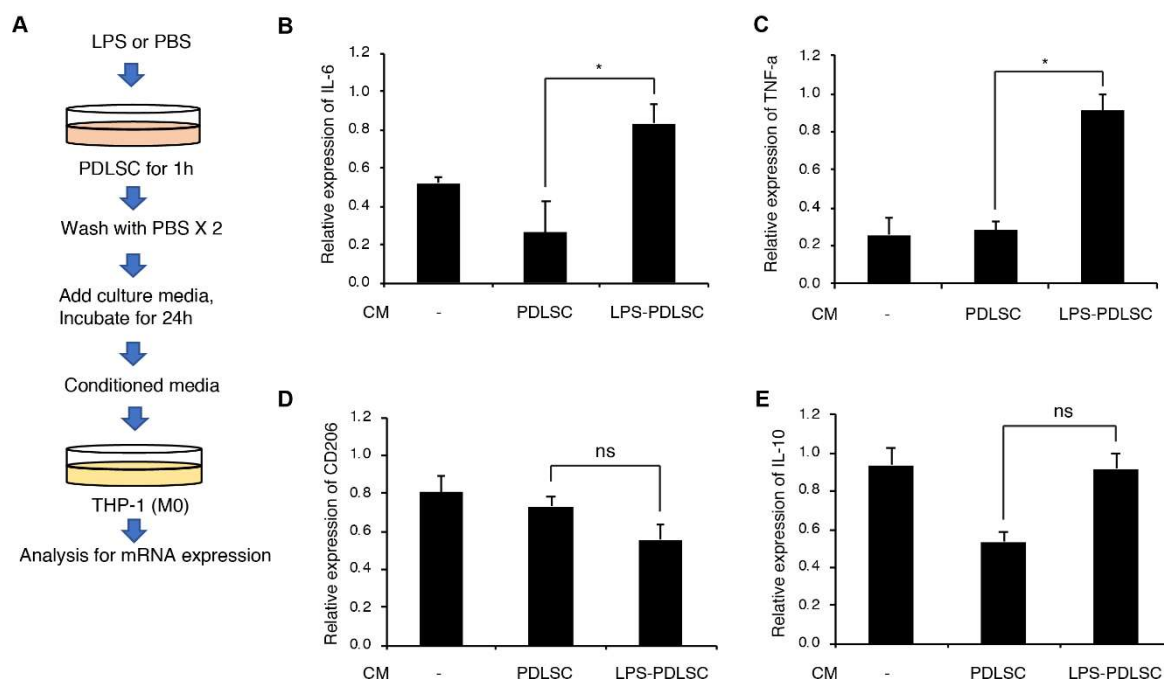 A
LPS or PBS
PDLSC for 1h
Wash with PBS X 2
Add culture media,
Incubate for 24h
Conditioned media
THP-1 (M0)
Analysis for mRNA expression
B
Relative expression of IL-6
1.2
1.0
0.8
0.6
0.4
0.2
0.0
*
CM - PDLSC LPS-PDLSC
C
Relative expression of TNF-a
1.2
1.0
0.8
0.6
0.4
0.2
0.0
*
CM - PDLSC LPS-PDLSC
D
Relative expression of CD206
1.2
1.0
0.8
0.6
0.4
0.2
0.0
ns
CM - PDLSC LPS-PDLSC
E
Relative expression of IL-10
1.2
1.0
0.8
0.6
0.4
0.2
0.0
ns
CM - PDLSC LPS-PDLSC